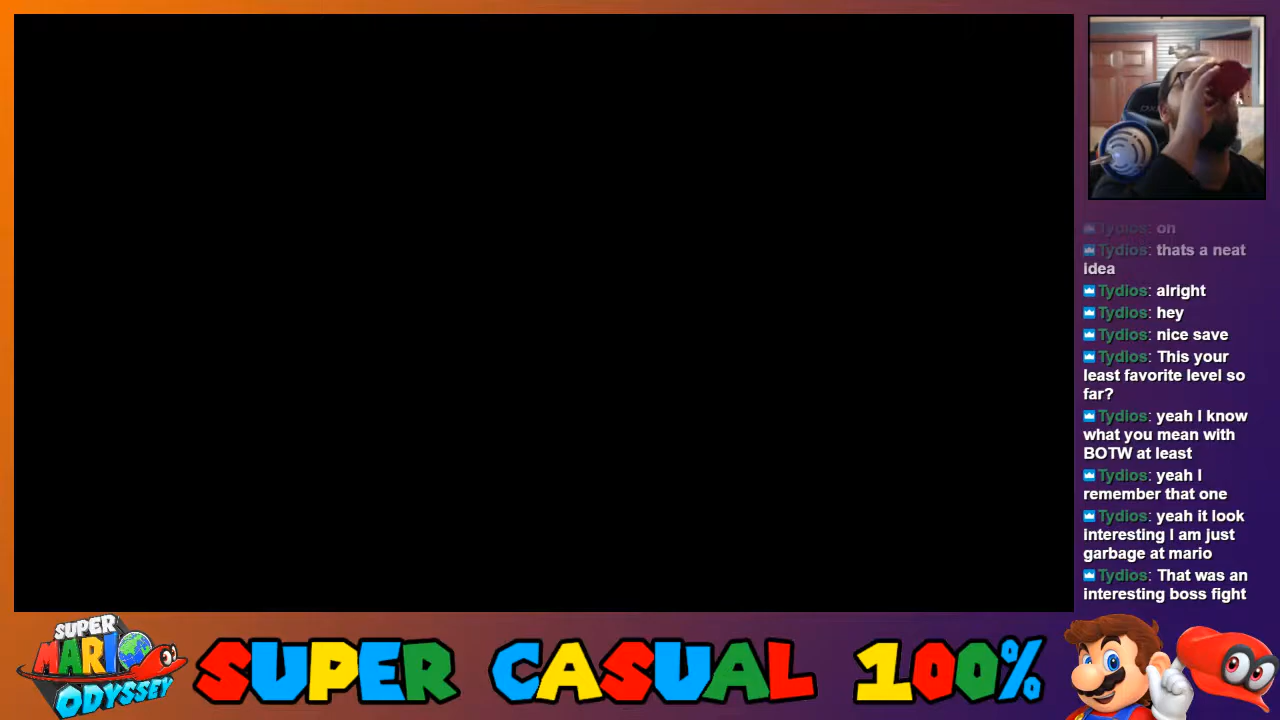 Tydios: oh
Tydios: thats a neat
idea
Tydios: alright
Tydios: hey
Tydios: nice save
Tydios: This your
least favorite level so
far?
Tydios: yeah I know
what you mean with
BOTW at least
Tydios: yeah I
remember that one
Tydios: yeah it look
interesting I am just
garbage at mario
Tydios: That was an
interesting boss fight
SUPER
MARIO
ODYSSEY
SUPER CASUAL 100%